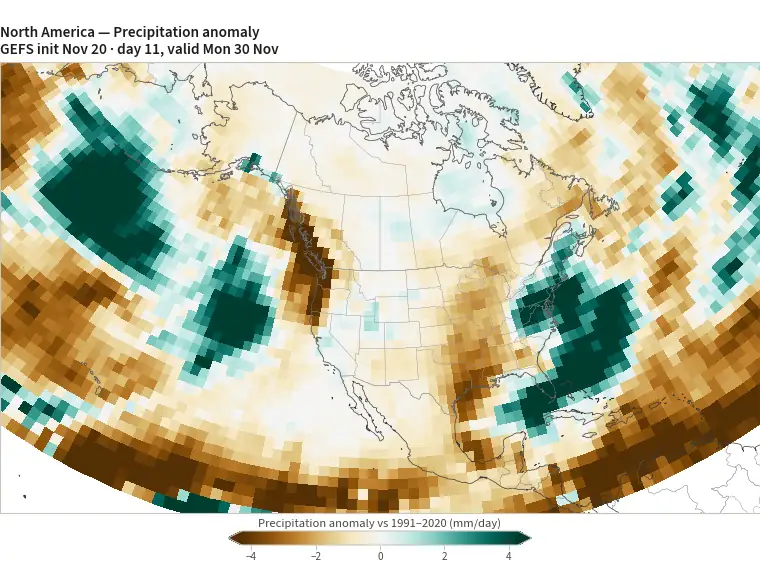 North America — Precipitation anomaly
GEFS init Nov 20 · day 11, valid Mon 30 Nov
Precipitation anomaly vs 1991–2020 (mm/day)
−4 −2 0 2 4